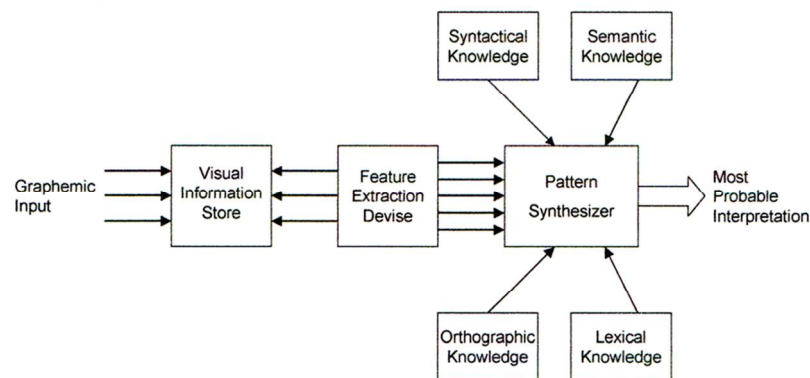 Syntactical
Knowledge
Semantic
Knowledge
Graphemic
Input
Visual
Information
Store
Feature
Extraction
Devise
Pattern
Synthesizer
Most
Probable
Interpretation
Orthographic
Knowledge
Lexical
Knowledge